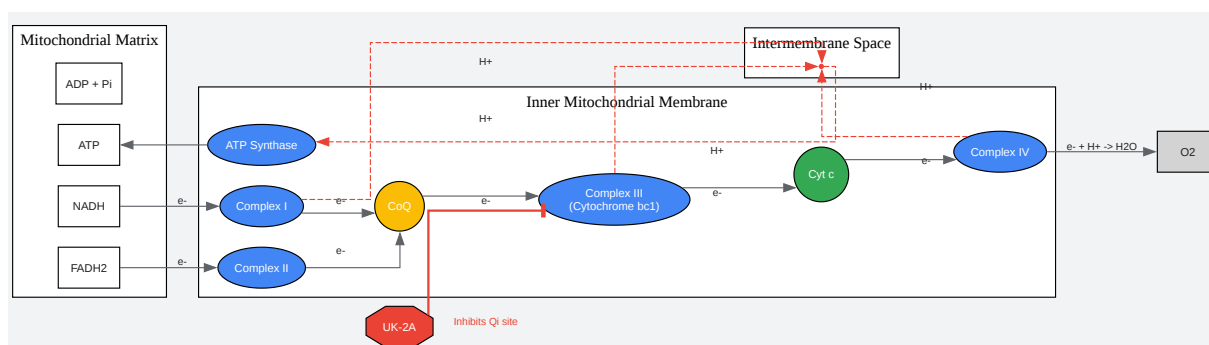 Mitochondrial Matrix
ADP + Pi
ATP
NADH
FADH2
Intermembrane Space
Inner Mitochondrial Membrane
ATP Synthase
Complex I
Complex II
CoQ
Complex III
(Cytochrome bc1)
Cyt c
Complex IV
O2
UK-2A
Inhibits Qi site
H+
H+
H+
H+
e-
e-
e-
e-
e-
e-
e-
e- + H+ -> H2O